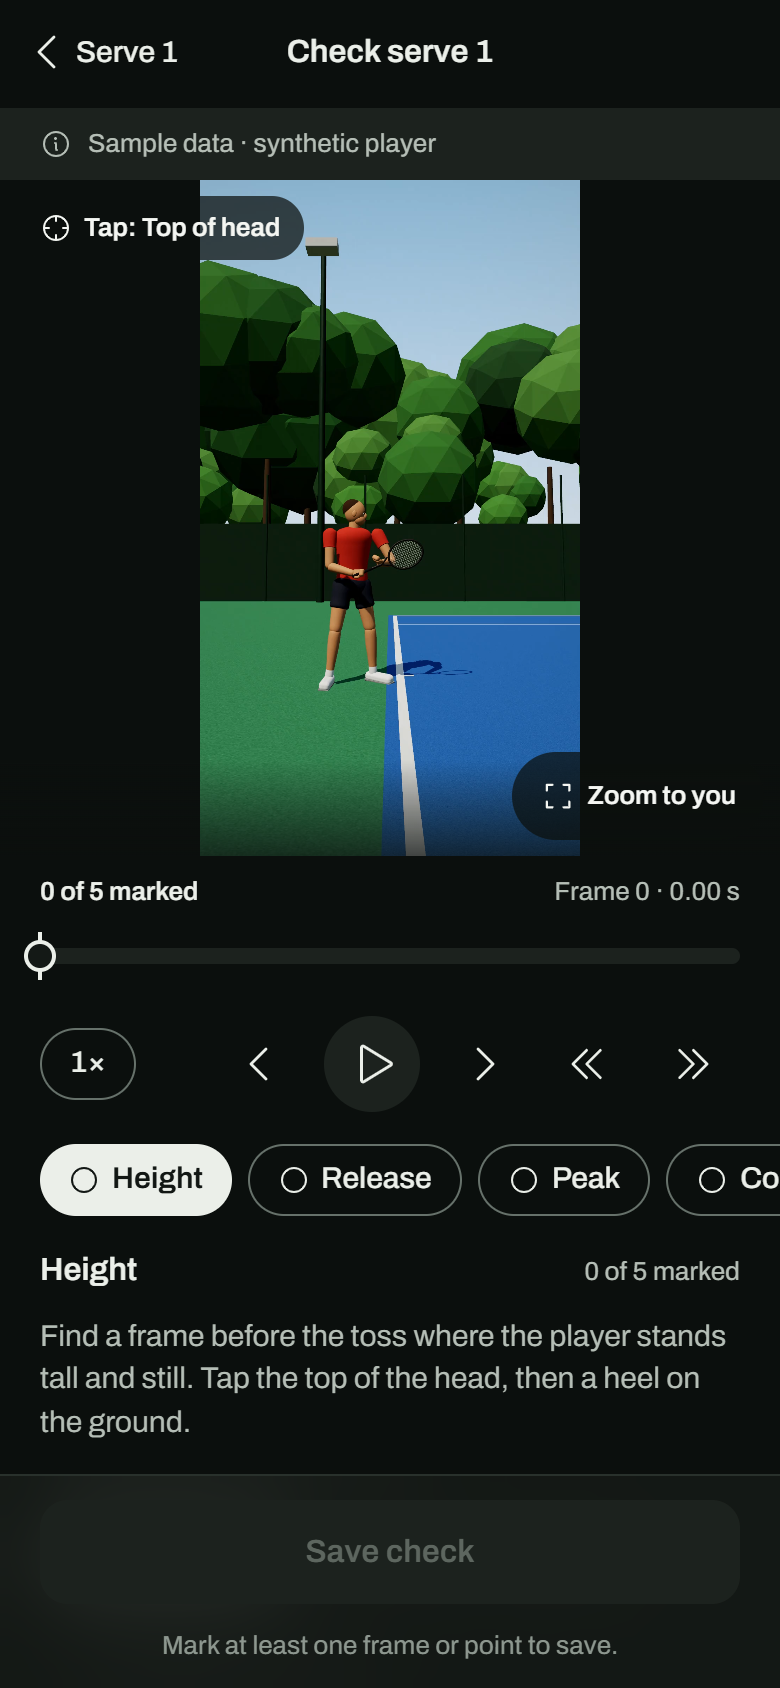 Serve 1
Check serve 1
Sample data · synthetic player
Tap: Top of head
Zoom to you
0 of 5 marked
Frame 0 · 0.00 s
1×
Height
Release
Peak
Co
Height
0 of 5 marked
Find a frame before the toss where the player stands
tall and still. Tap the top of the head, then a heel on
the ground.
Save check
Mark at least one frame or point to save.